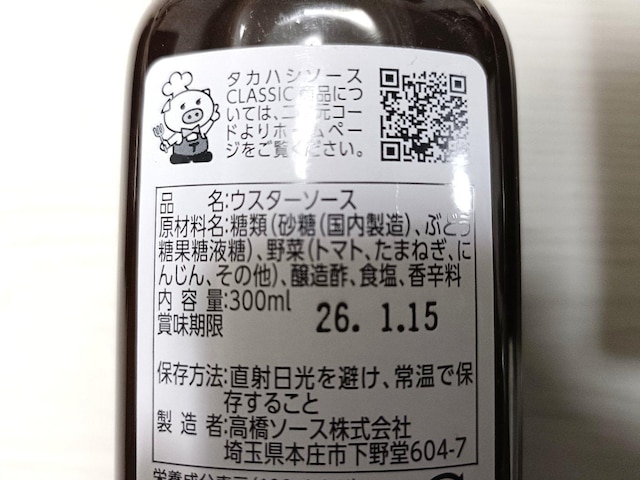 タカハシソース
CLASSIC商品につ
いては、二次元コー
ドよりホームペー
ジをご覧ください。
品名:ウスターソース
原材料名:糖類(砂糖(国内製造)、ぶどう
糖果糖液糖)、野菜(トマト、たまねぎ、に
んじん、その他)、醸造酢、食塩、香辛料
内容量:300ml
賞味期限 26. 1.15
保存方法:直射日光を避け、常温で保
存すること
製造者:高橋ソース株式会社
埼玉県本庄市下野堂604-7
栄養成分表示